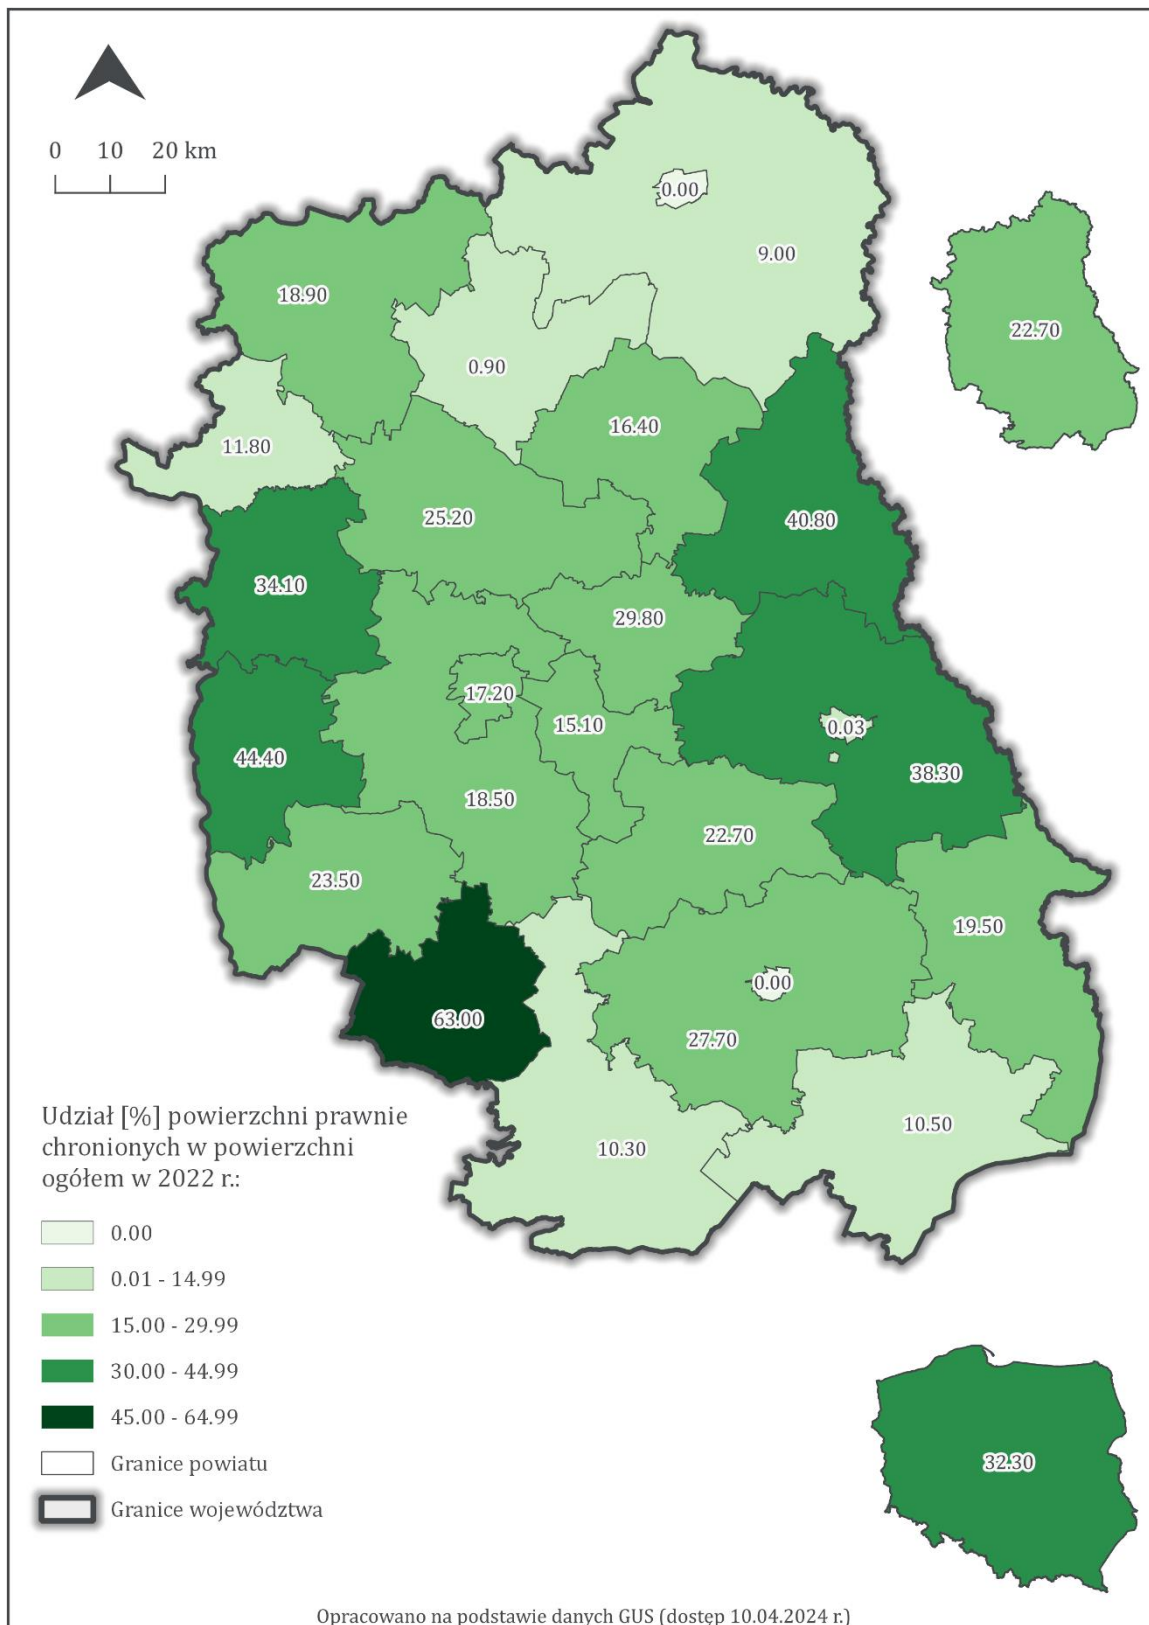 0 10 20 km
0.00
9.00
18.90
22.70
0.90
11.80
16.40
25.20
40.80
34.10
29.80
17.20
15.10
0.03
44.40
38.30
18.50
22.70
23.50
19.50
0.00
63.00
27.70
10.30
10.50
Udział [%] powierzchni prawnie
chronionych w powierzchni
ogółem w 2022 r.:
0.00
0.01 - 14.99
15.00 - 29.99
30.00 - 44.99
45.00 - 64.99
Granice powiatu
Granice województwa
32.30
Opracowano na podstawie danych GUS (dostęp 10.04.2024 r.)